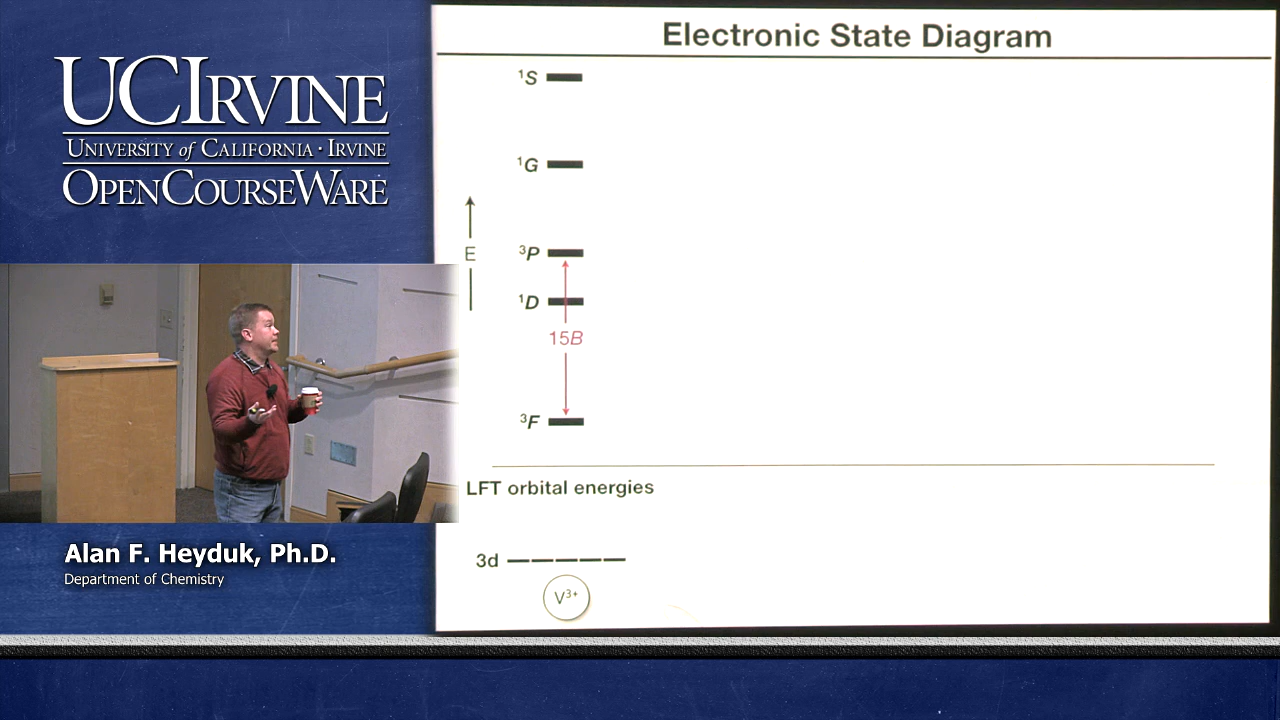 UCIRVINE
UNIVERSITY of CALIFORNIA · IRVINE
OPENCOURSEWARE
Alan F. Heyduk, Ph.D.
Department of Chemistry
Electronic State Diagram
¹S
¹G
E
³P
¹D
15B
³F
LFT orbital energies
3d
V³⁺